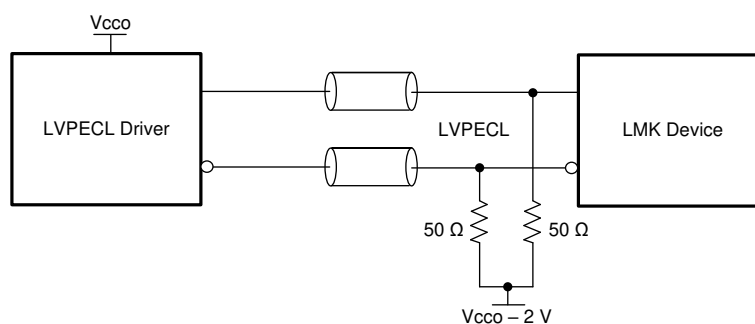 Vcco
LVPECL Driver
LVPECL
LMK Device
50 Ω
50 Ω
Vcco – 2 V